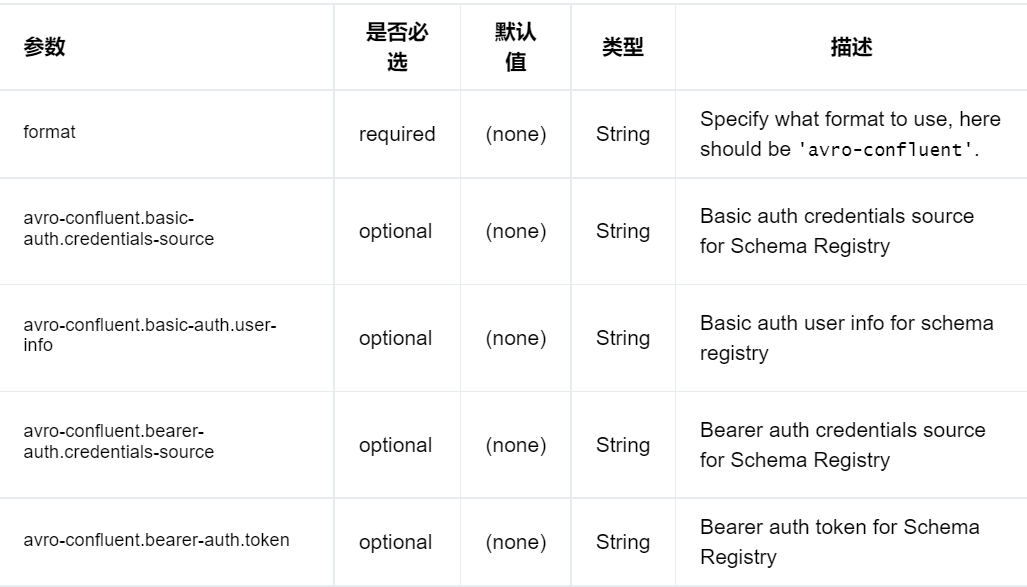 参数
是否必
选
默认
值
类型
描述
format
required
(none)
String
Specify what format to use, here
should be 'avro-confluent'.
avro-confluent.basic-
auth.credentials-source
optional
(none)
String
Basic auth credentials source
for Schema Registry
avro-confluent.basic-auth.user-
info
optional
(none)
String
Basic auth user info for schema
registry
avro-confluent.bearer-
auth.credentials-source
optional
(none)
String
Bearer auth credentials source
for Schema Registry
avro-confluent.bearer-auth.token
optional
(none)
String
Bearer auth token for Schema
Registry